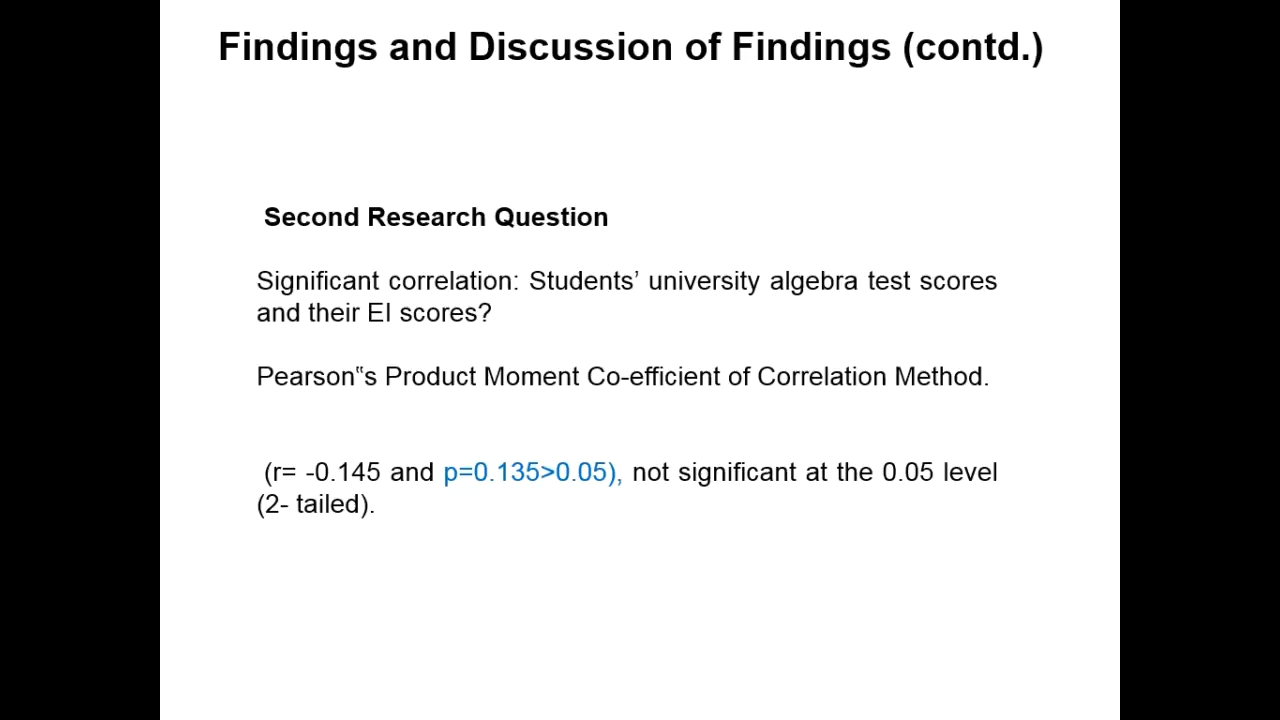 Findings and Discussion of Findings (contd.)
Second Research Question
Significant correlation: Students’ university algebra test scores
and their EI scores?
Pearson‟s Product Moment Co-efficient of Correlation Method.
(r= -0.145 and p=0.135>0.05), not significant at the 0.05 level
(2- tailed).